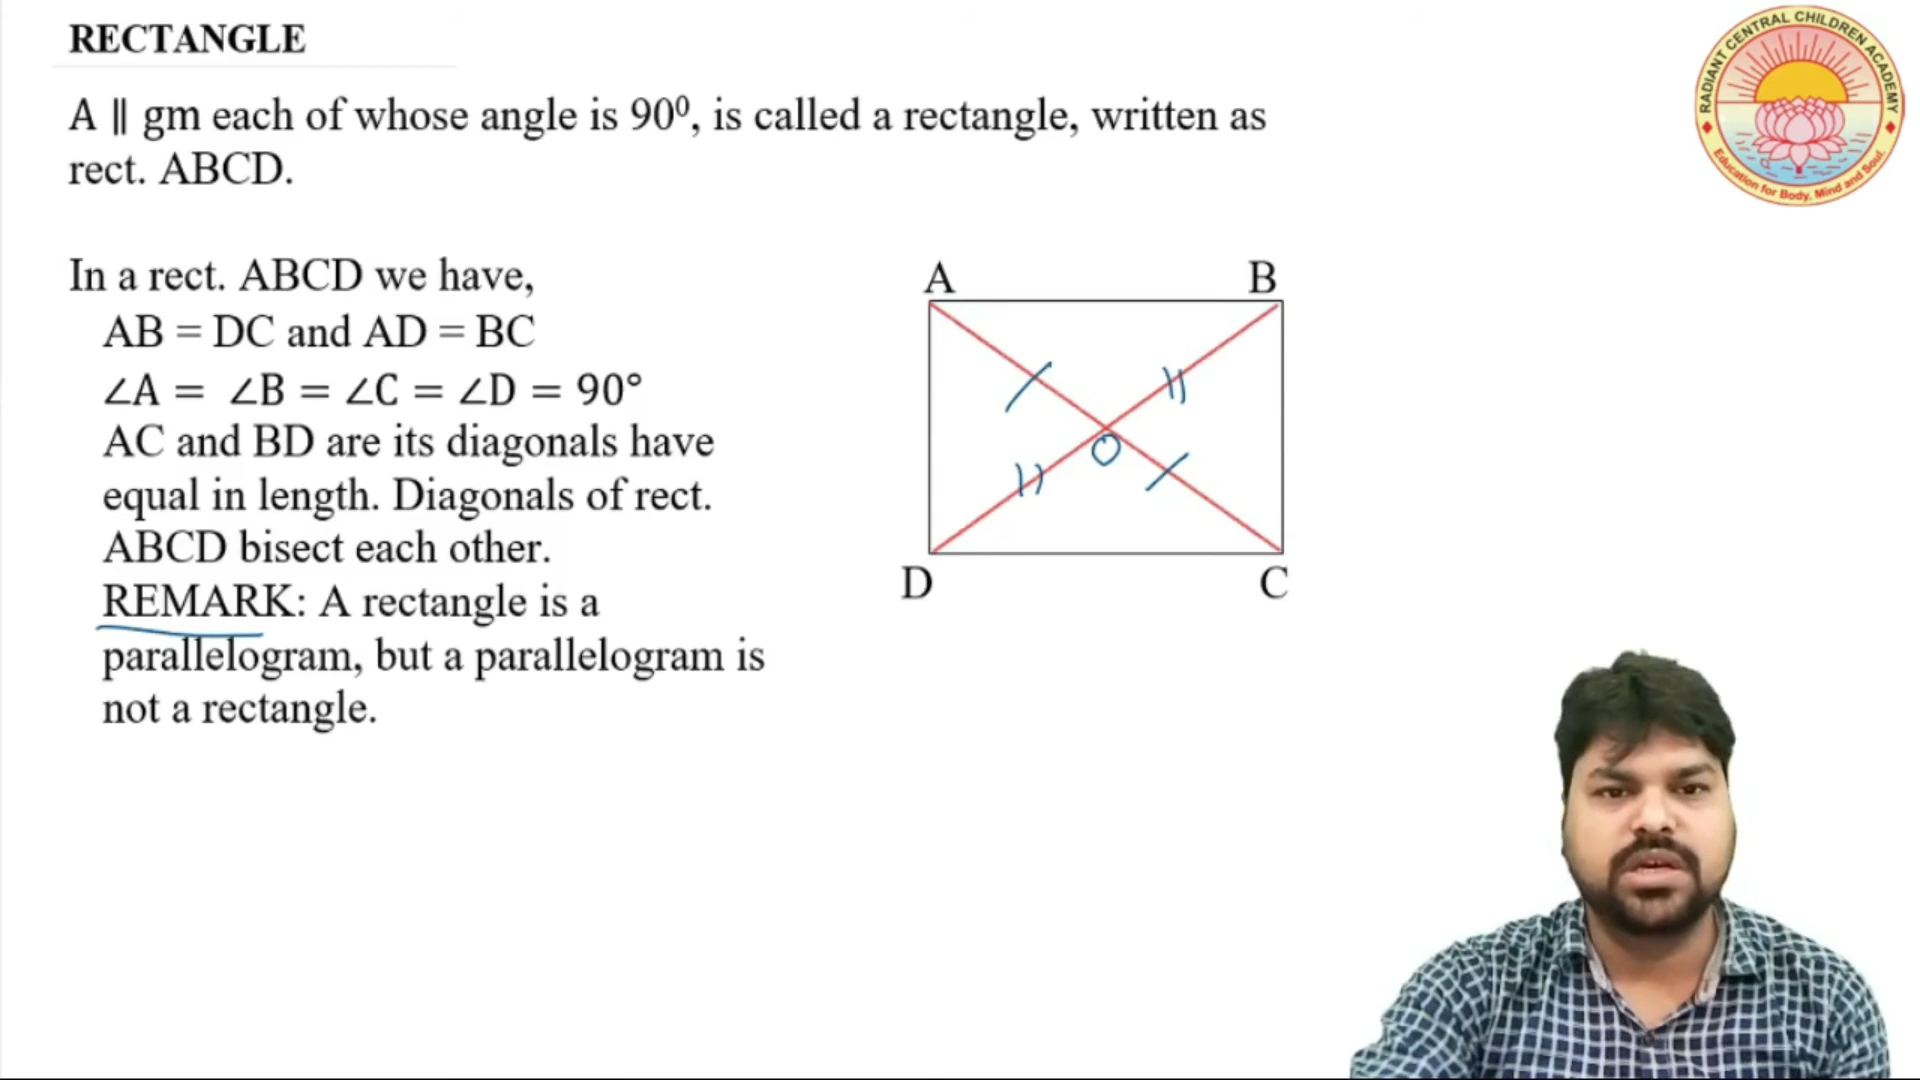 RECTANGLE
A ∥ gm each of whose angle is 90⁰, is called a rectangle, written as
rect. ABCD.
In a rect. ABCD we have,
AB = DC and AD = BC
∠A = ∠B = ∠C = ∠D = 90°
AC and BD are its diagonals have
equal in length. Diagonals of rect.
ABCD bisect each other.
REMARK: A rectangle is a
parallelogram, but a parallelogram is
not a rectangle.
A
B
O
D
C
RADIANT CENTRAL CHILDREN ACADEMY
Education for Body, Mind and Soul.